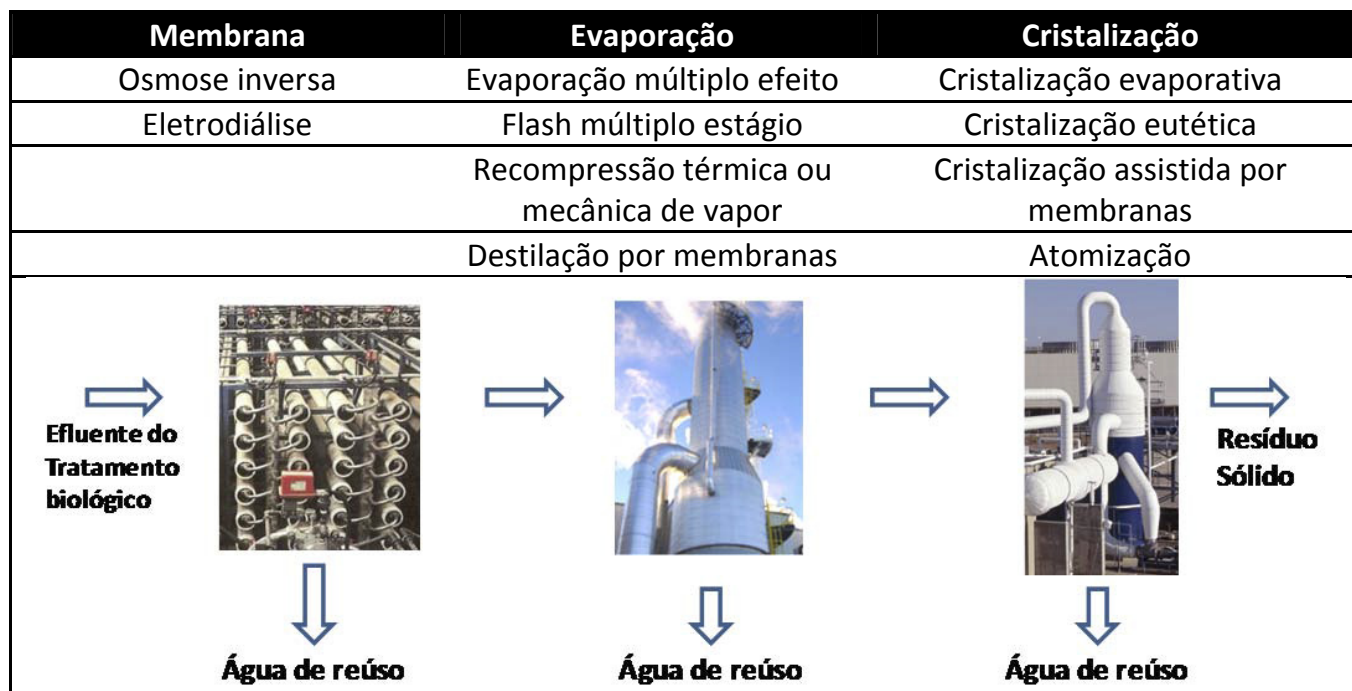 Membrana Evaporação Cristalização
Osmose inversa Evaporação múltiplo efeito Cristalização evaporativa
Eletrodiálise Flash múltiplo estágio Cristalização eutética
Recompressão térmica ou Cristalização assistida por
mecânica de vapor membranas
Destilação por membranas Atomização
Efluente do
Tratamento
biológico
Resíduo
Sólido
Água de reúso Água de reúso Água de reúso